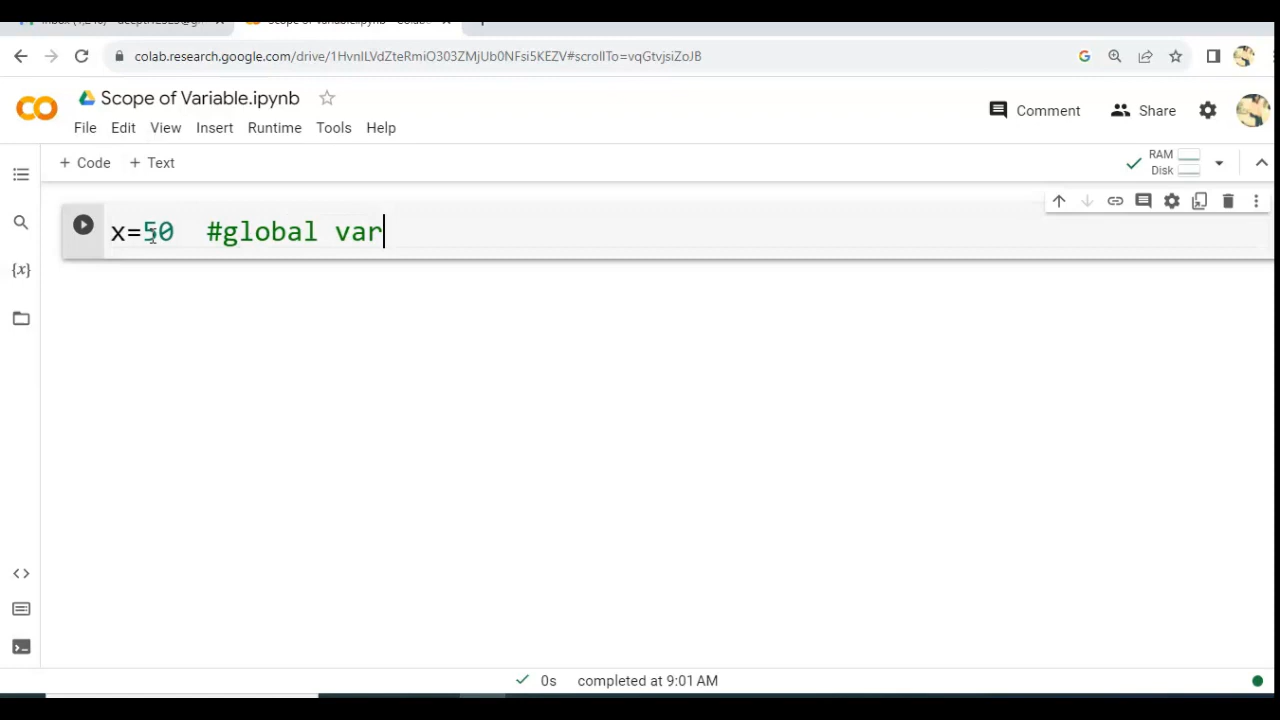 colab.research.google.com/drive/1HvnILVdZteRmiO303ZMjUb0NFsi5KEZV#scrollTo=vqGtvjsiZoJB
Scope of Variable.ipynb
Comment
Share
File Edit View Insert Runtime Tools Help
+ Code + Text
RAM
Disk
x=50 #global var
{x}
0s completed at 9:01 AM